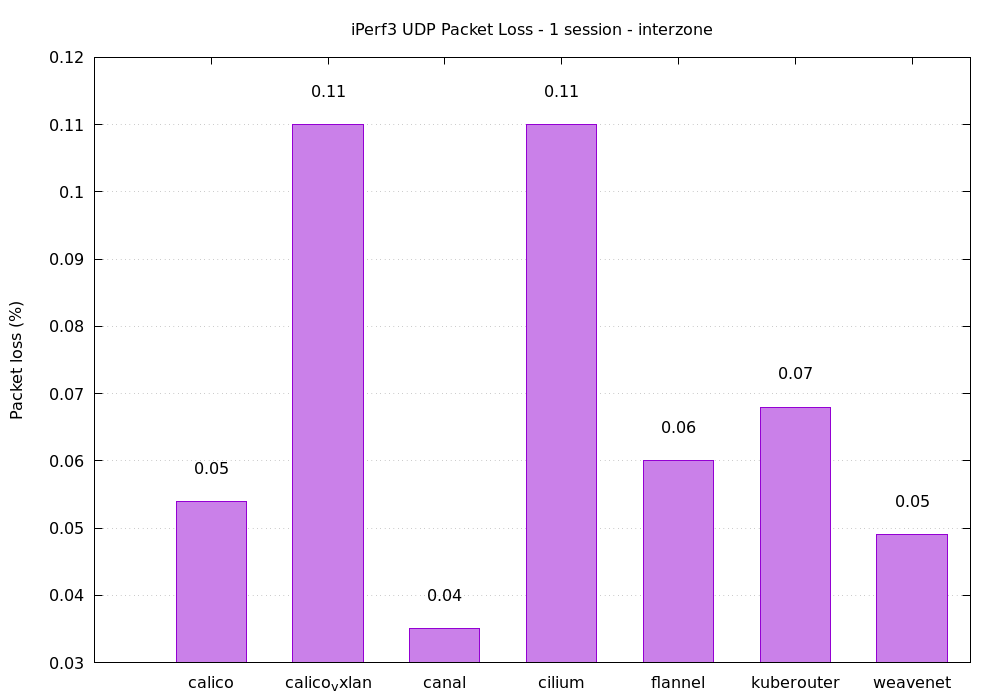 iPerf3 UDP Packet Loss - 1 session - interzone
Packet loss (%)
0.12
0.11
0.1
0.09
0.08
0.07
0.06
0.05
0.04
0.03
0.05
0.11
0.04
0.11
0.06
0.07
0.05
calico
calicovxlan
canal
cilium
flannel
kuberouter
weavenet